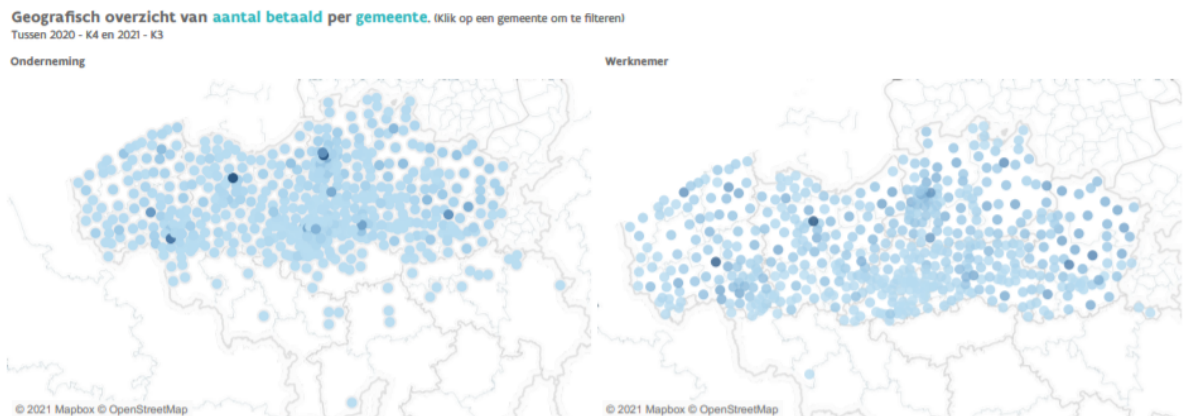 Geografisch overzicht van aantal betaald per gemeente. (Klik op een gemeente om te filteren)
Tussen 2020 - K4 en 2021 - K3
Onderneming
Werknemer
© 2021 Mapbox © OpenStreetMap
© 2021 Mapbox © OpenStreetMap